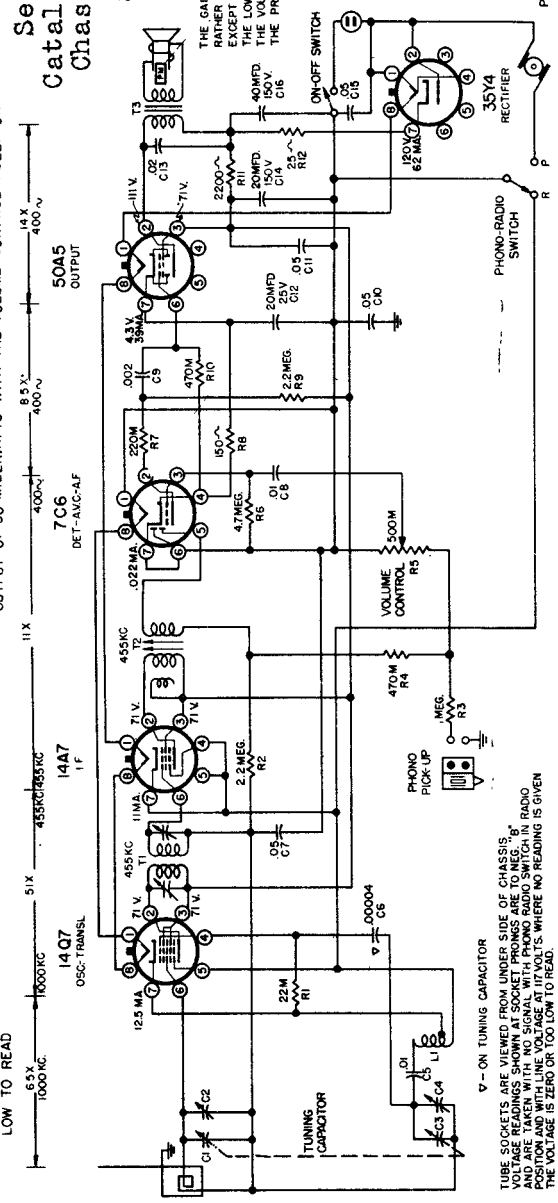 Se
Catal
Chas
THE GAI
RATHER
EXCEPT
THE LOW
THE VOL
THE PR
LOW TO READ
65X
1000KC.
1000KC
51X
455KC
455KC
11X
400~
8.5X
400~
14X
400~
14Q7
OSC.-TRANSL
14A7
I F
7C6
DET-A.V.C-A.F
50A5
OUTPUT
35Y4
RECTIFIER
12.5 MA
71 V.
71 V.
455KC
T1
11MA.
71 V.
71 V.
455KC
T2
.022MA.
220M
R7
.002
C9
470M
R10
150~
R8
4.7MEG.
R6
.01
C8
2.2MEG.
R9
4.3V.
39MA.
111V.
71V.
.02
C13
T3
PM
2200~
R11
20MFD.
150V
C14
40MFD.
150V.
C16
25~
R12
.05
C15
.05
C11
20MFD
25V
C12
.05
C10
120V.
62 MA
ON-OFF SWITCH
PHONO-RADIO
SWITCH
P
R
P
2.2MEG.
R2
.05
C7
22M
R1
.00004
C6
.01
C5
L1
C3
C4
C1
C2
TUNING
CAPACITOR
VOLUME
CONTROL
500M
R5
470M
R4
MEG.
R3
PHONO
PICK-UP
▽-ON TUNING CAPACITOR
TUBE SOCKETS ARE VIEWED FROM UNDER SIDE OF CHASSIS
VOLTAGE READINGS SHOWN AT SOCKET PRONGS ARE TO NEG. "B"
AND ARE TAKEN WITH NO SIGNAL WITH PHONO RADIO SWITCH IN RADIO
POSITION AND WITH LINE VOLTAGE AT 117 VOLTS. WHERE NO READING IS GIVEN
THE VOLTAGE IS ZERO OR TOO LOW TO READ.